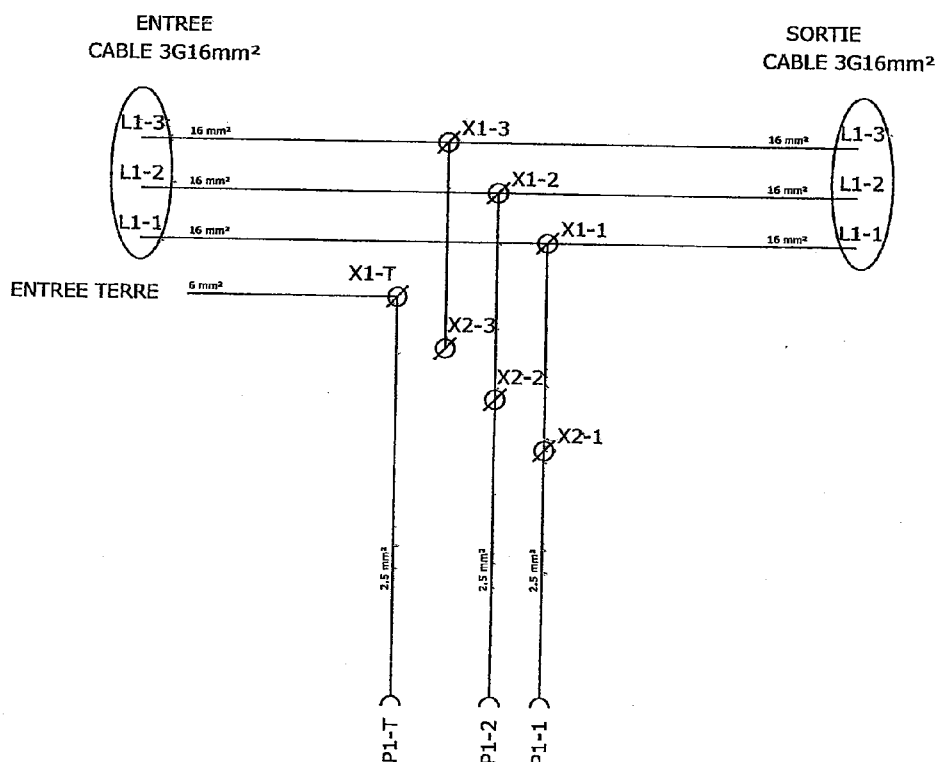 ENTREE
CABLE 3G16mm²
SORTIE
CABLE 3G16mm²
L1-3
16 mm²
X1-3
16 mm²
L1-3
L1-2
16 mm²
X1-2
16 mm²
L1-2
L1-1
16 mm²
X1-1
16 mm²
L1-1
X1-T
ENTREE TERRE
6 mm²
X2-3
X2-2
X2-1
2.5 mm²
2.5 mm²
2.5 mm²
P1-T
P1-2
P1-1